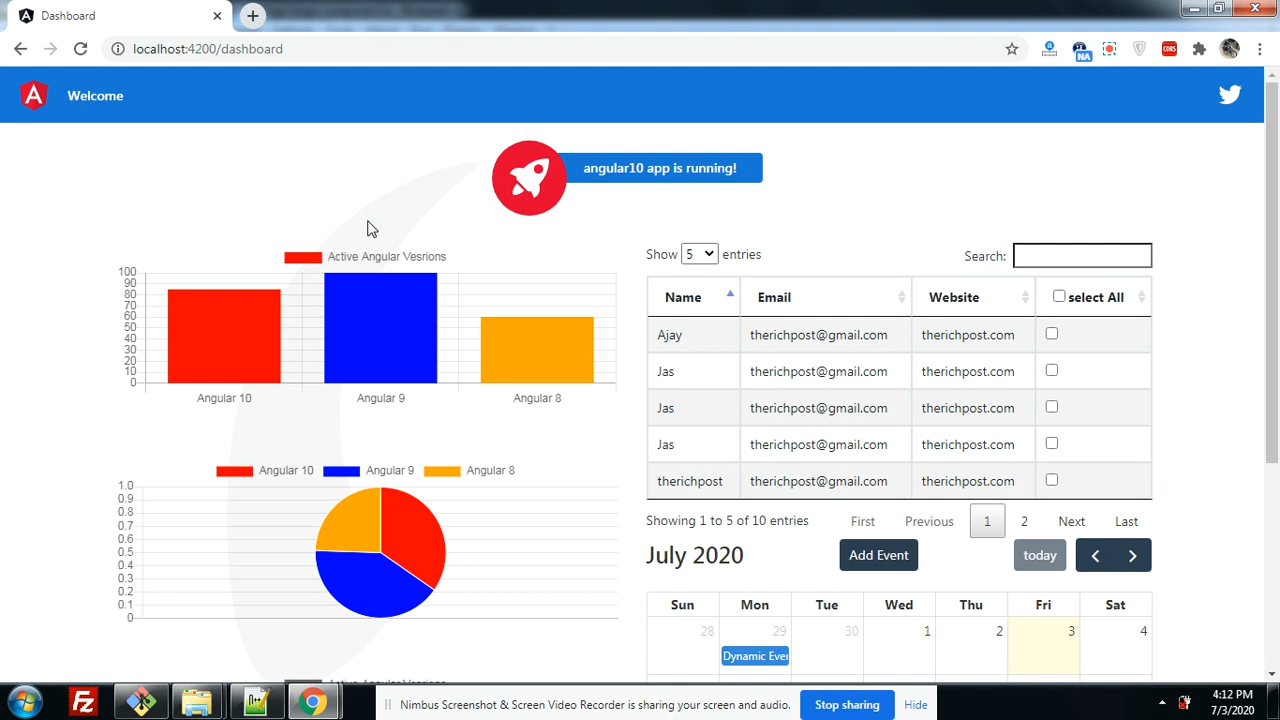 Dashboard
localhost:4200/dashboard
NA
CORS
Welcome
angular10 app is running!
Active Angular Vesrions
100
90
80
70
60
50
40
30
20
10
0
Angular 10 Angular 9 Angular 8
Angular 10 Angular 9 Angular 8
1.0
0.9
0.8
0.7
0.6
0.5
0.4
0.3
0.2
0.1
0
Show 5 entries Search:
Name Email Website select All
Ajay therichpost@gmail.com therichpost.com
Jas therichpost@gmail.com therichpost.com
Jas therichpost@gmail.com therichpost.com
Jas therichpost@gmail.com therichpost.com
therichpost therichpost@gmail.com therichpost.com
Showing 1 to 5 of 10 entries First Previous 1 2 Next Last
July 2020 Add Event today
Sun Mon Tue Wed Thu Fri Sat
28 29 30 1 2 3 4
Dynamic Ever
Active Angular Vesrions
Nimbus Screenshot & Screen Video Recorder is sharing your screen and audio. Stop sharing Hide
4:12 PM
7/3/2020